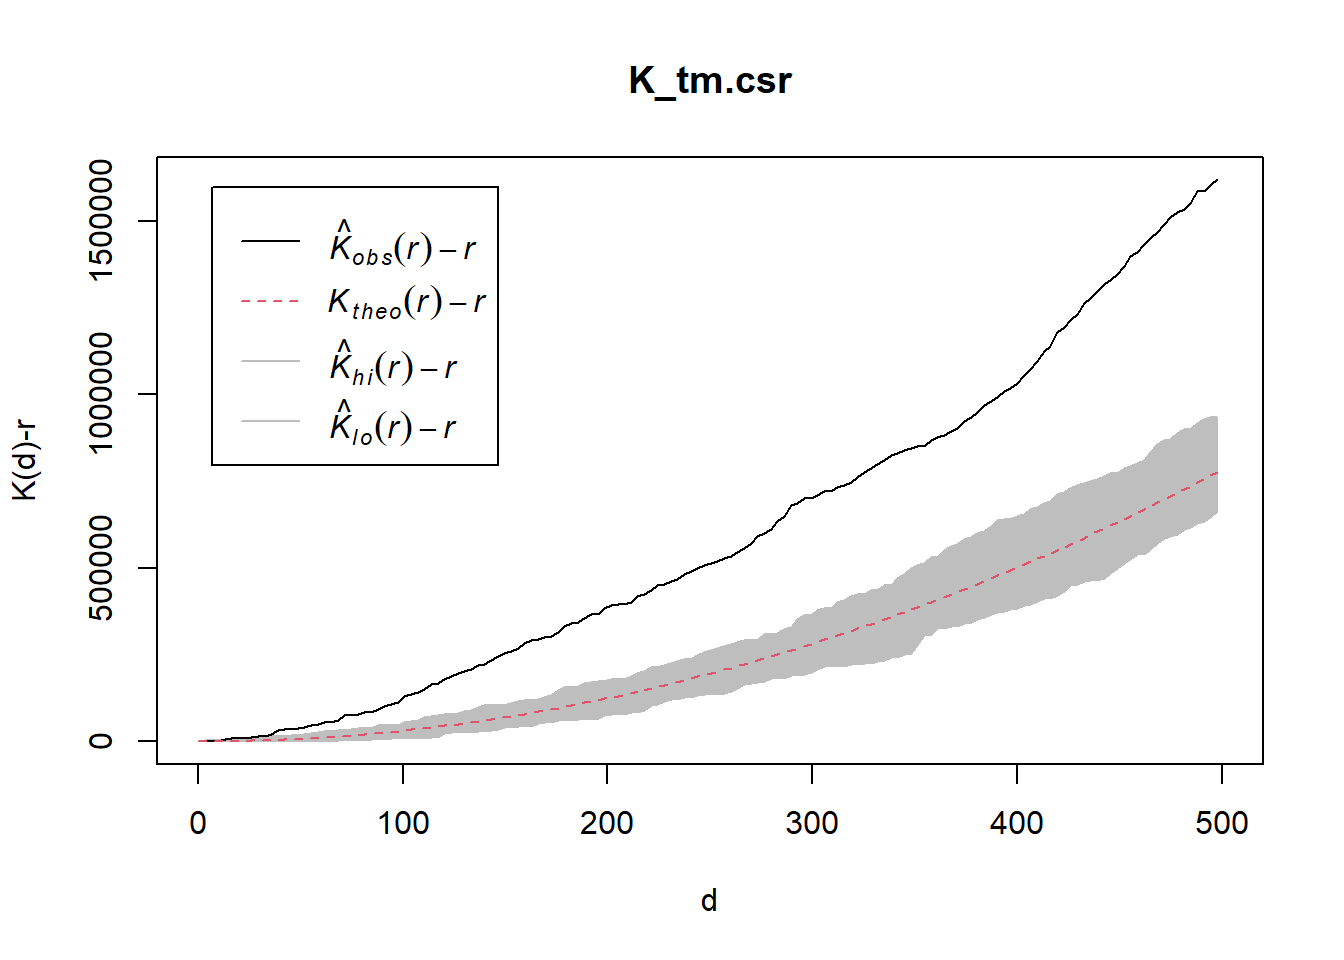 K_tm.csr
K̂obs(r) − r
Ktheo(r) − r
K̂hi(r) − r
K̂lo(r) − r
K(d)-r
1500000
1000000
500000
0
0 100 200 300 400 500
d